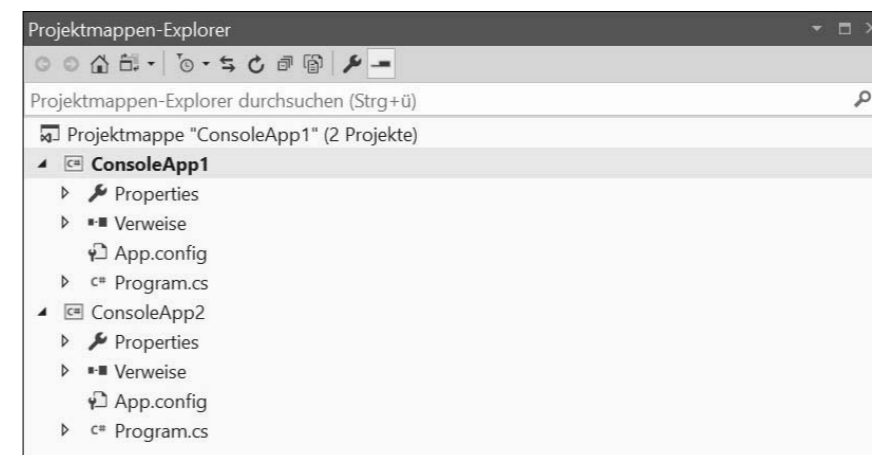 Projektmappen-Explorer
Projektmappen-Explorer durchsuchen (Strg+ü)
Projektmappe "ConsoleApp1" (2 Projekte)
C# ConsoleApp1
Properties
Verweise
App.config
C# Program.cs
C# ConsoleApp2
Properties
Verweise
App.config
C# Program.cs